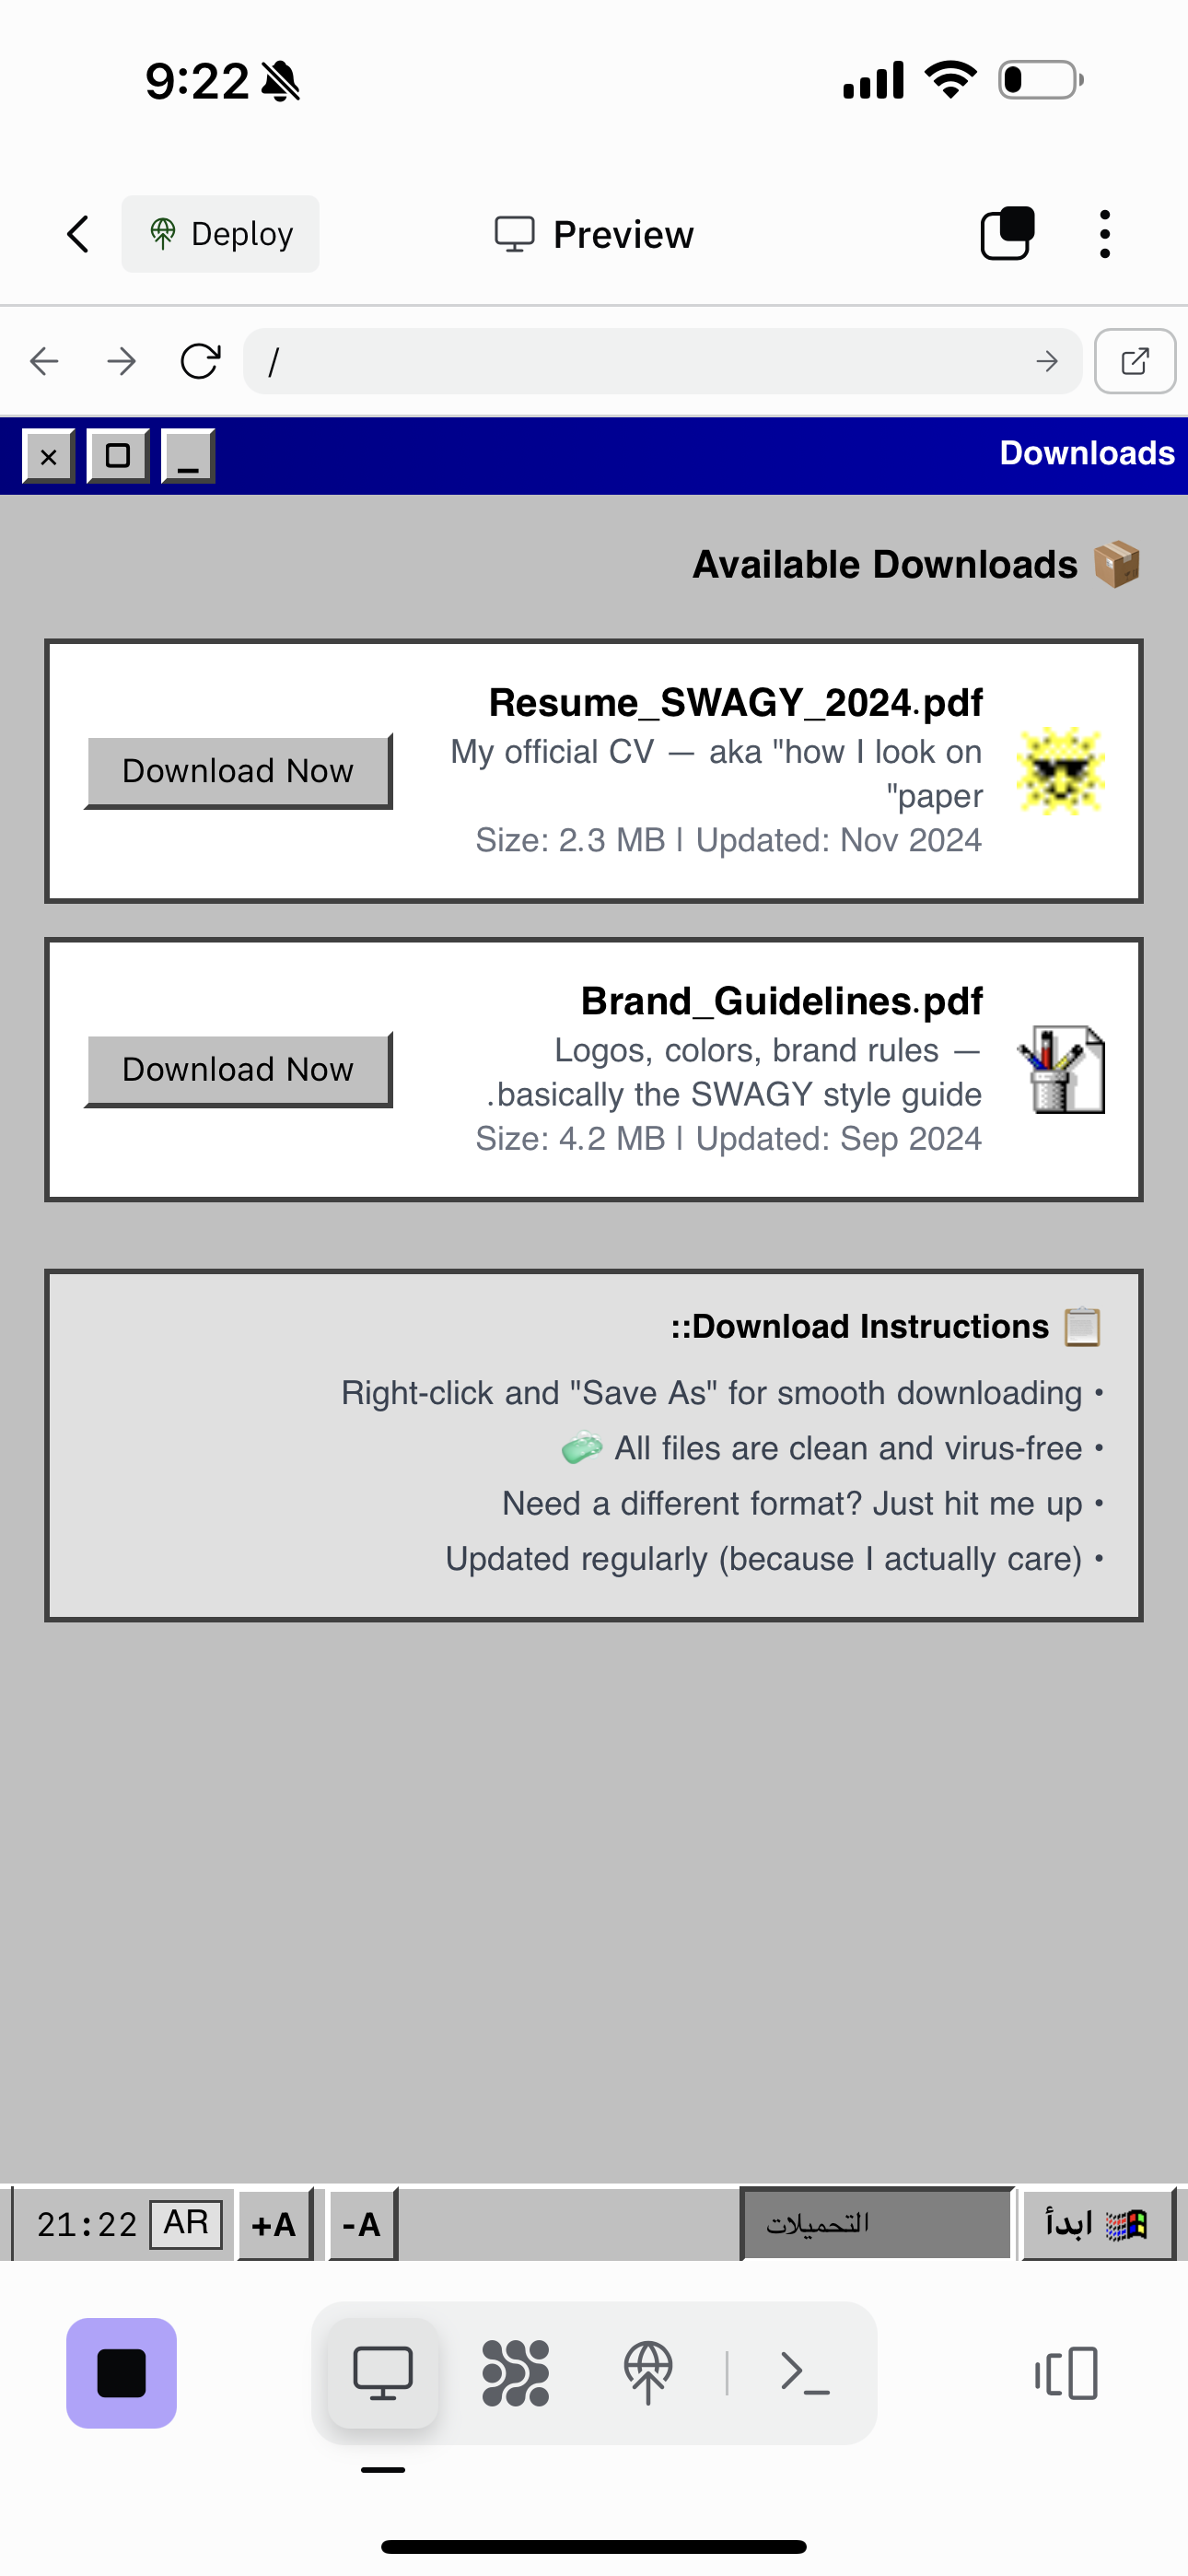 9:22
Deploy
Preview
/
Downloads
Available Downloads 📦
Resume_SWAGY_2024.pdf
My official CV — aka "how I look on
"paper
Size: 2.3 MB | Updated: Nov 2024
Download Now
Brand_Guidelines.pdf
Logos, colors, brand rules —
.basically the SWAGY style guide
Size: 4.2 MB | Updated: Sep 2024
Download Now
::Download Instructions 📋
Right-click and "Save As" for smooth downloading •
🧼 All files are clean and virus-free •
Need a different format? Just hit me up •
Updated regularly (because I actually care) •
21:22 AR +A -A التحميلات ابدأ